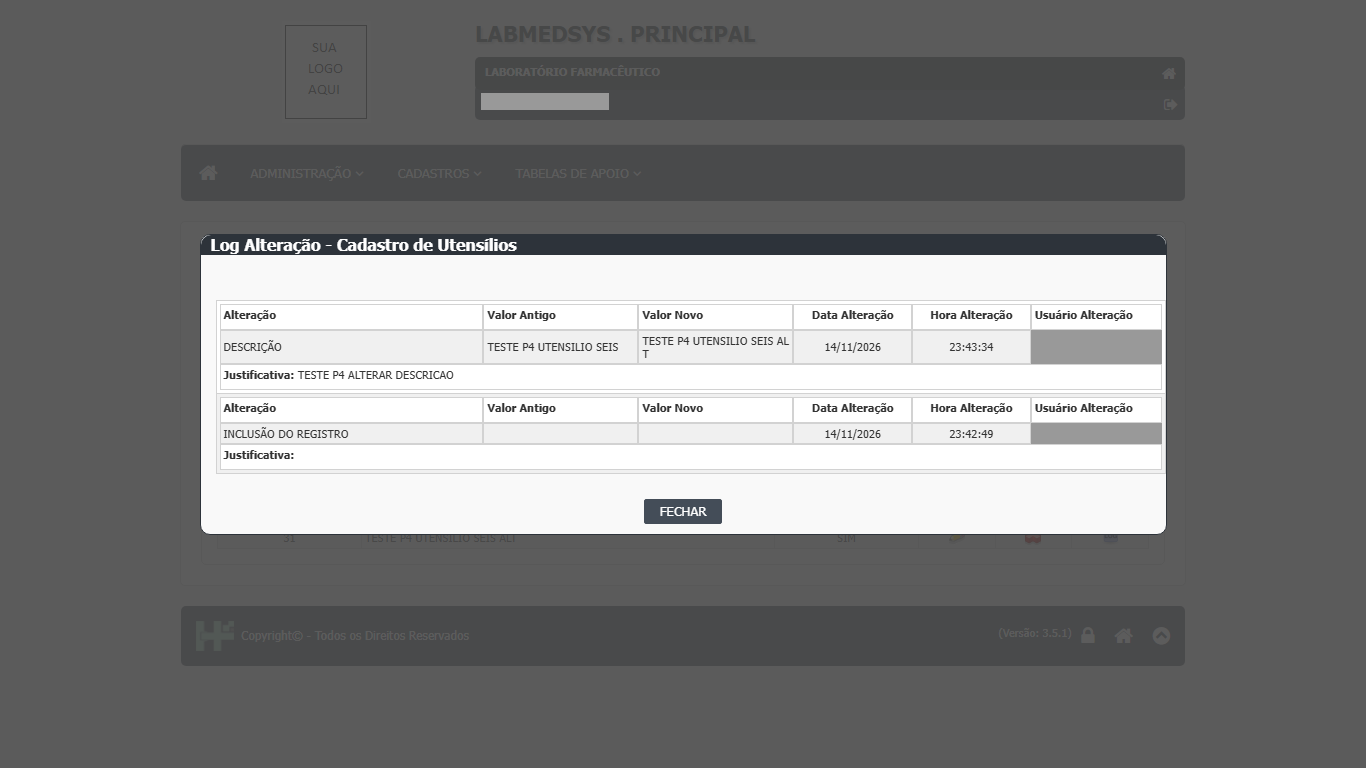 SUA
LOGO
AQUI
LABMEDSYS . PRINCIPAL
LABORATÓRIO FARMACÊUTICO
ADMINISTRAÇÃO CADASTROS TABELAS DE APOIO
Log Alteração - Cadastro de Utensílios
Alteração Valor Antigo Valor Novo Data Alteração Hora Alteração Usuário Alteração
DESCRIÇÃO TESTE P4 UTENSILIO SEIS TESTE P4 UTENSILIO SEIS AL
T 14/11/2026 23:43:34
Justificativa: TESTE P4 ALTERAR DESCRICAO
Alteração Valor Antigo Valor Novo Data Alteração Hora Alteração Usuário Alteração
INCLUSÃO DO REGISTRO 14/11/2026 23:42:49
Justificativa:
FECHAR
31 TESTE P4 UTENSILIO SEIS ALT SIM
Copyright© - Todos os Direitos Reservados (Versão: 3.5.1)